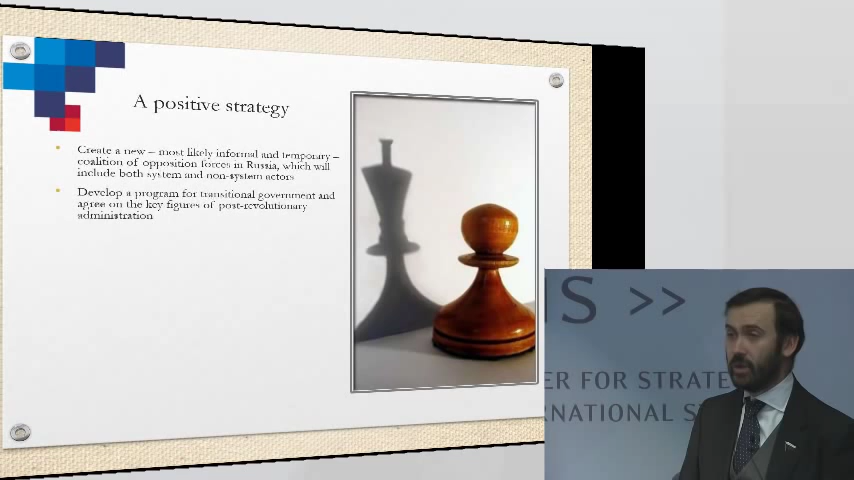 A positive strategy
Create a new – most likely informal and temporary –
coalition of opposition forces in Russia, which will
include both system and non-system actors
Develop a program for transitional government and
agree on the key figures of post-revolutionary
administration
IS >>
ER FOR STRATE
RNATIONAL S